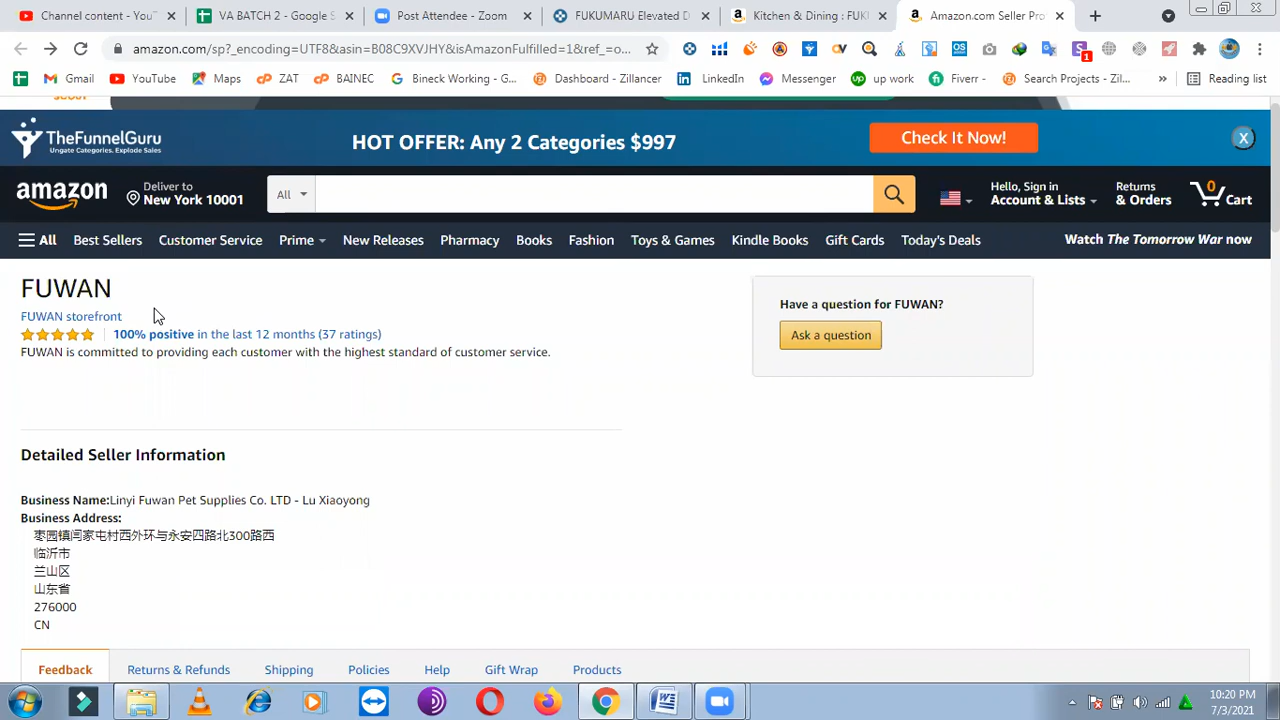 Channel content - YouT
VA BATCH 2 - Google S
Post Attendee - Zoom
FUKUMARU Elevated D
Kitchen & Dining : FUKI
Amazon.com Seller Pro
amazon.com/sp?_encoding=UTF8&asin=B08C9XVJHY&isAmazonFulfilled=1&ref_=o...
Gmail
YouTube
Maps
ZAT
BAINEC
Bineck Working - G...
Dashboard - Zillancer
LinkedIn
Messenger
up work
Fiverr -
Search Projects - Zil...
»
Reading list
TheFunnelGuru
Ungate Categories. Explode Sales.
HOT OFFER: Any 2 Categories $997
Check It Now!
X
amazon
Deliver to
New York 10001
All
Hello, Sign in
Account & Lists
Returns
& Orders
0
Cart
All
Best Sellers
Customer Service
Prime
New Releases
Pharmacy
Books
Fashion
Toys & Games
Kindle Books
Gift Cards
Today's Deals
Watch The Tomorrow War now
FUWAN
FUWAN storefront
100% positive in the last 12 months (37 ratings)
FUWAN is committed to providing each customer with the highest standard of customer service.
Have a question for FUWAN?
Ask a question
Detailed Seller Information
Business Name:Linyi Fuwan Pet Supplies Co. LTD - Lu Xiaoyong
Business Address:
枣园镇闫家屯村西外环与永安四路北300路西
临沂市
兰山区
山东省
276000
CN
Feedback
Returns & Refunds
Shipping
Policies
Help
Gift Wrap
Products
10:20 PM
7/3/2021